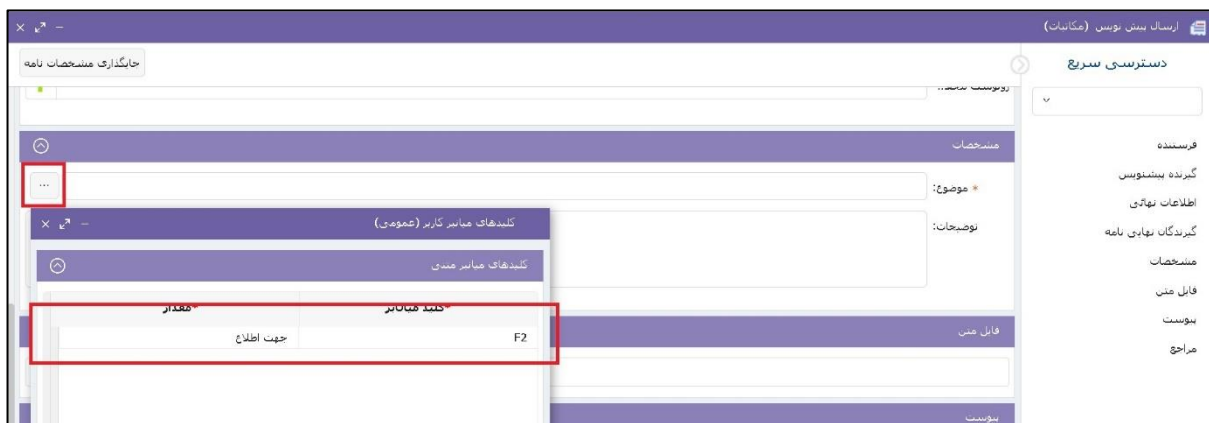 ارسال پیش نویس (مکاتبات)
دسترسی سریع
جایگذاری مشخصات نامه
فرستنده
گیرنده پیشنویس
اطلاعات نهائی
گیرندگان نهایی نامه
مشخصات
فایل متن
پیوست
مراجع
مشخصات
* موضوع:
...
توضیحات:
کلیدهای میانبر کاربر (عمومی)
کلیدهای میانبر متنی
*کلید میان‌بر *مقدار
F2 جهت اطلاع
فایل متن
پیوست